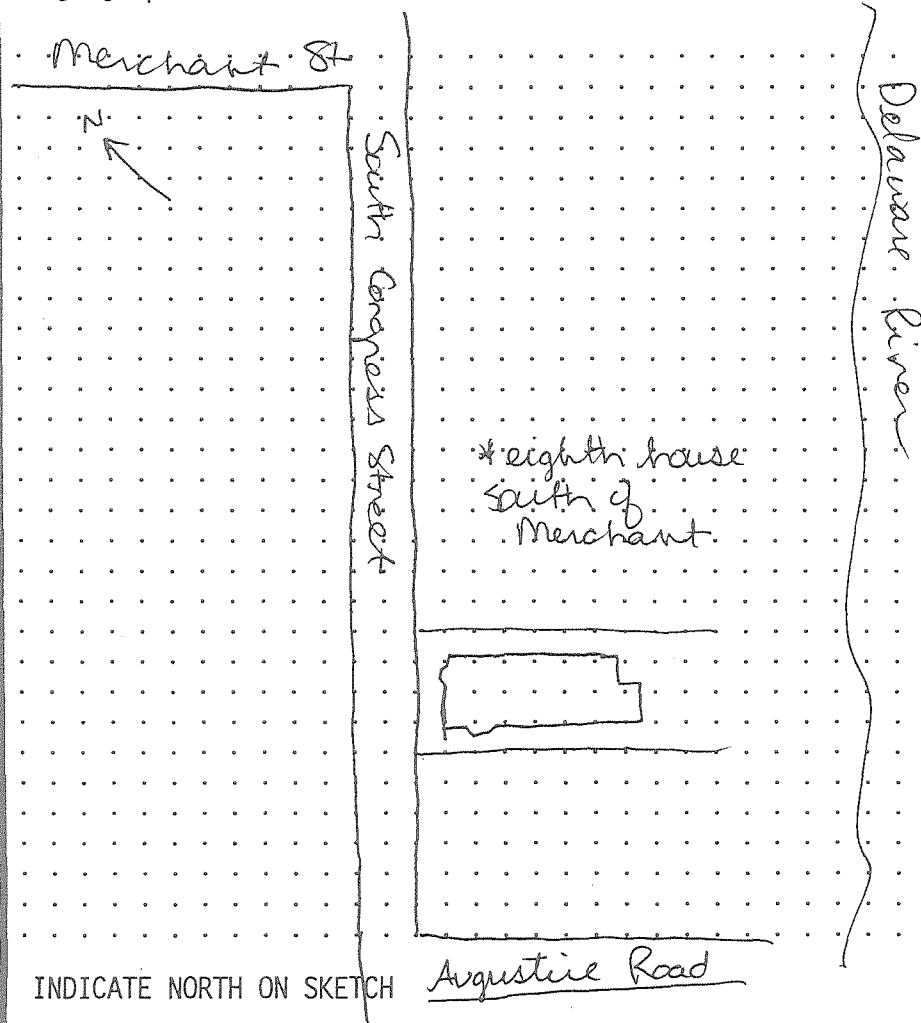 Merchant St
N
South Congress Street
Delaware River
*eighth house
south of
Merchant
INDICATE NORTH ON SKETCH
Augustine Road